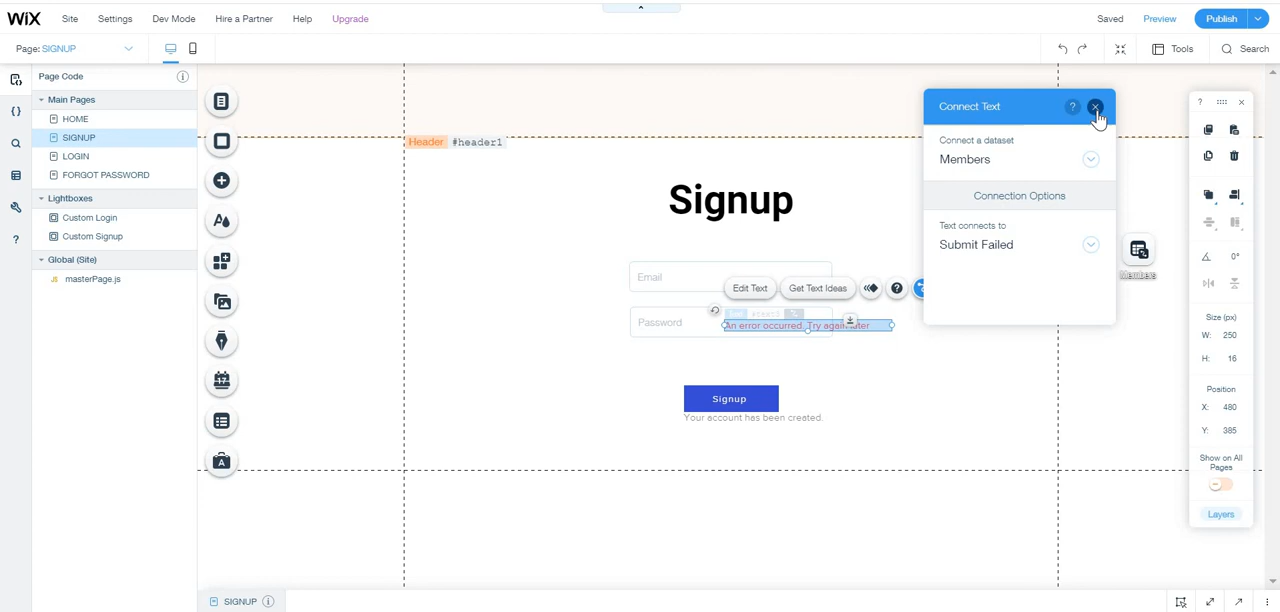 WiX Site Settings Dev Mode Hire a Partner Help Upgrade Saved Preview Publish
Page: SIGNUP Tools Search
Page Code
Main Pages
HOME
SIGNUP
LOGIN
FORGOT PASSWORD
Lightboxes
Custom Login
Custom Signup
Global (Site)
JS masterPage.js
Header #header1
Signup
Email
Edit Text Get Text Ideas
Password
An error occurred. Try again later
Signup
Your account has been created.
Connect Text
Connect a dataset
Members
Connection Options
Text connects to
Submit Failed
Members
0°
Size (px)
W: 250
H: 16
Position
X: 480
Y: 385
Show on All
Pages
Layers
SIGNUP